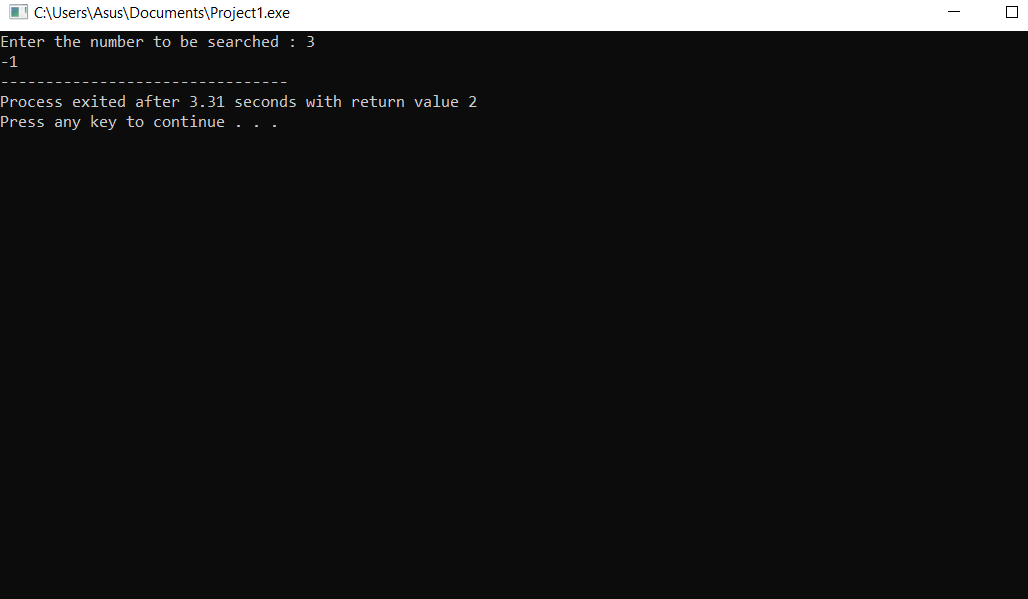 C:\Users\Asus\Documents\Project1.exe
Enter the number to be searched : 3
-1
--------------------------------
Process exited after 3.31 seconds with return value 2
Press any key to continue . . .